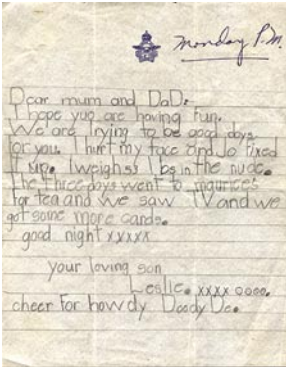 Monday P.M.
Dear mum and DaD.
I hope you are having fun.
We are Trying to be good boys
for you. I hurt my face and Jo fixed
it up. I weigh 51 lbs in the nude.
The three boys went to
for tea and we saw TV and we
got some more cards.
good night xxxxx
your loving son
Leslie. xxxx oooo.
cheer for howdy Doody Do.